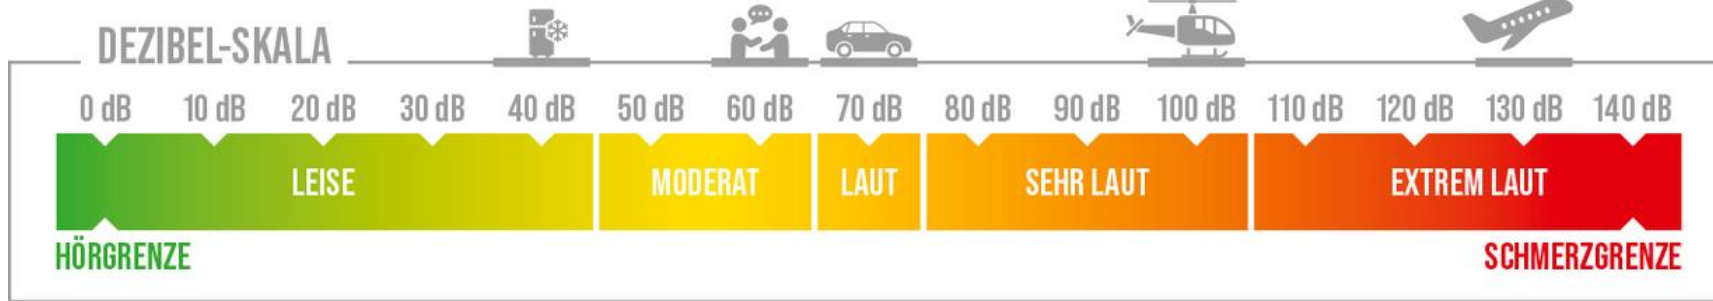 DEZIBEL-SKALA
0 dB 10 dB 20 dB 30 dB 40 dB 50 dB 60 dB 70 dB 80 dB 90 dB 100 dB 110 dB 120 dB 130 dB 140 dB
LEISE MODERAT LAUT SEHR LAUT EXTREM LAUT
HÖRGRENZE SCHMERZGRENZE